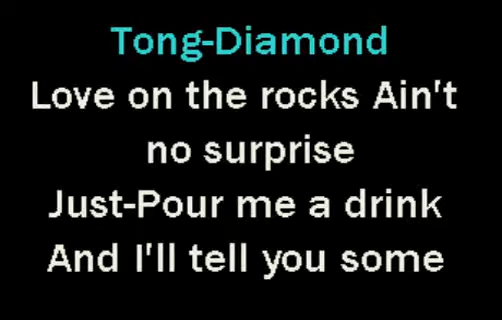 Tong-Diamond
Love on the rocks Ain't
no surprise
Just-Pour me a drink
And I'll tell you some